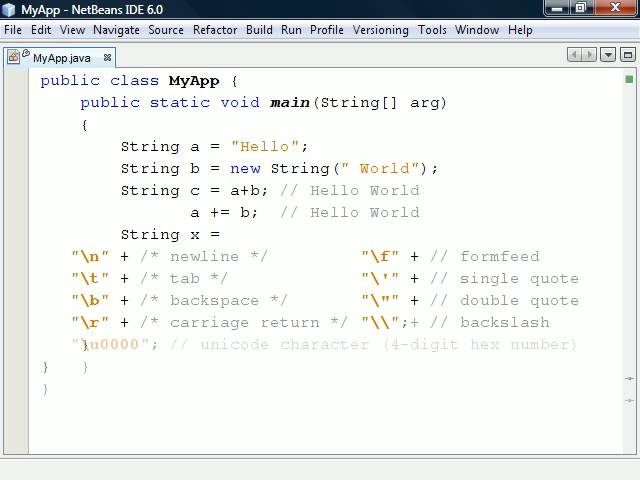 MyApp - NetBeans IDE 6.0
File Edit View Navigate Source Refactor Build Run Profile Versioning Tools Window Help
MyApp.java
public class MyApp {
public static void main(String[] arg)
{
String a = "Hello";
String b = new String(" World");
String c = a+b; // Hello World
a += b; // Hello World
String x =
"\n" + /* newline */ "\f" + // formfeed
"\t" + /* tab */ "\'" + // single quote
"\b" + /* backspace */ "\"" + // double quote
"\r" + /* carriage return */ "\\";+ // backslash
"\u0000"; // unicode character (4-digit hex number)
}
} }
}